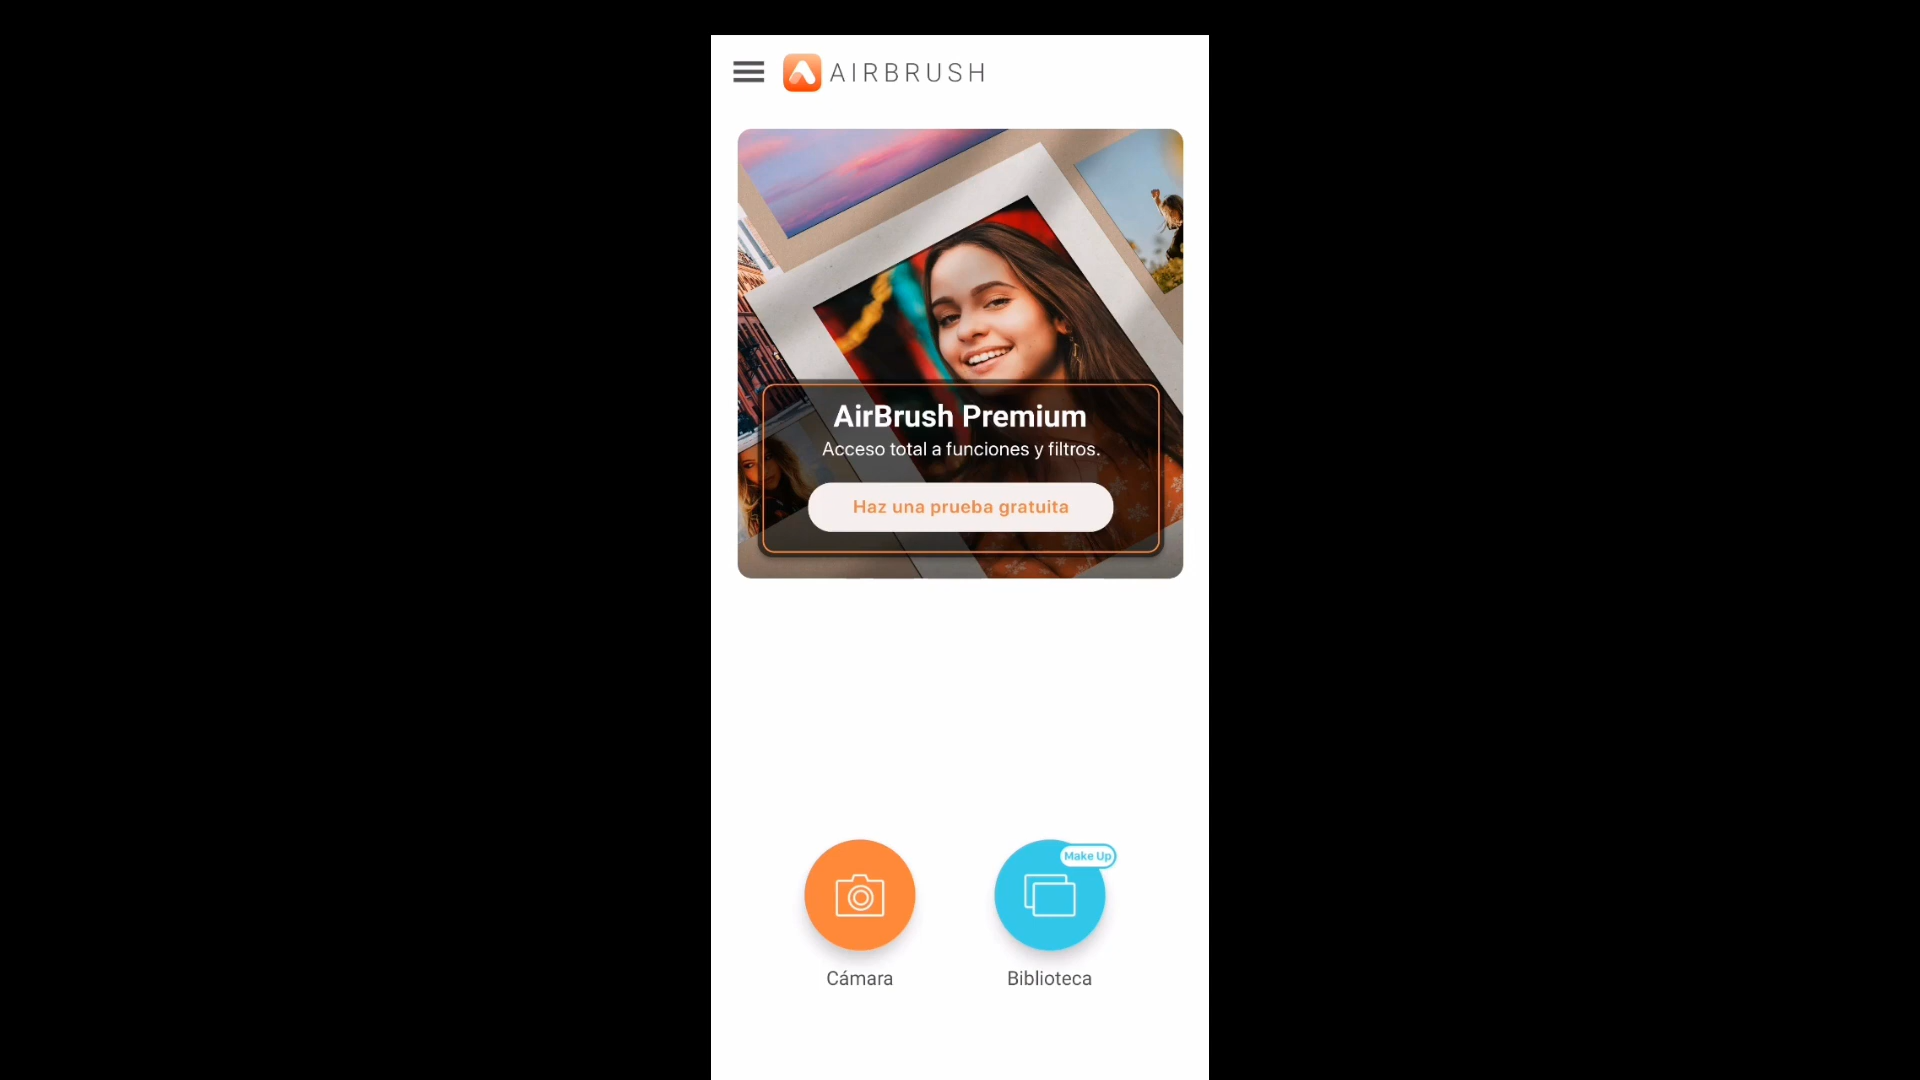 AIRBRUSH
AirBrush Premium
Acceso total a funciones y filtros.
Haz una prueba gratuita
Make Up
Cámara
Biblioteca